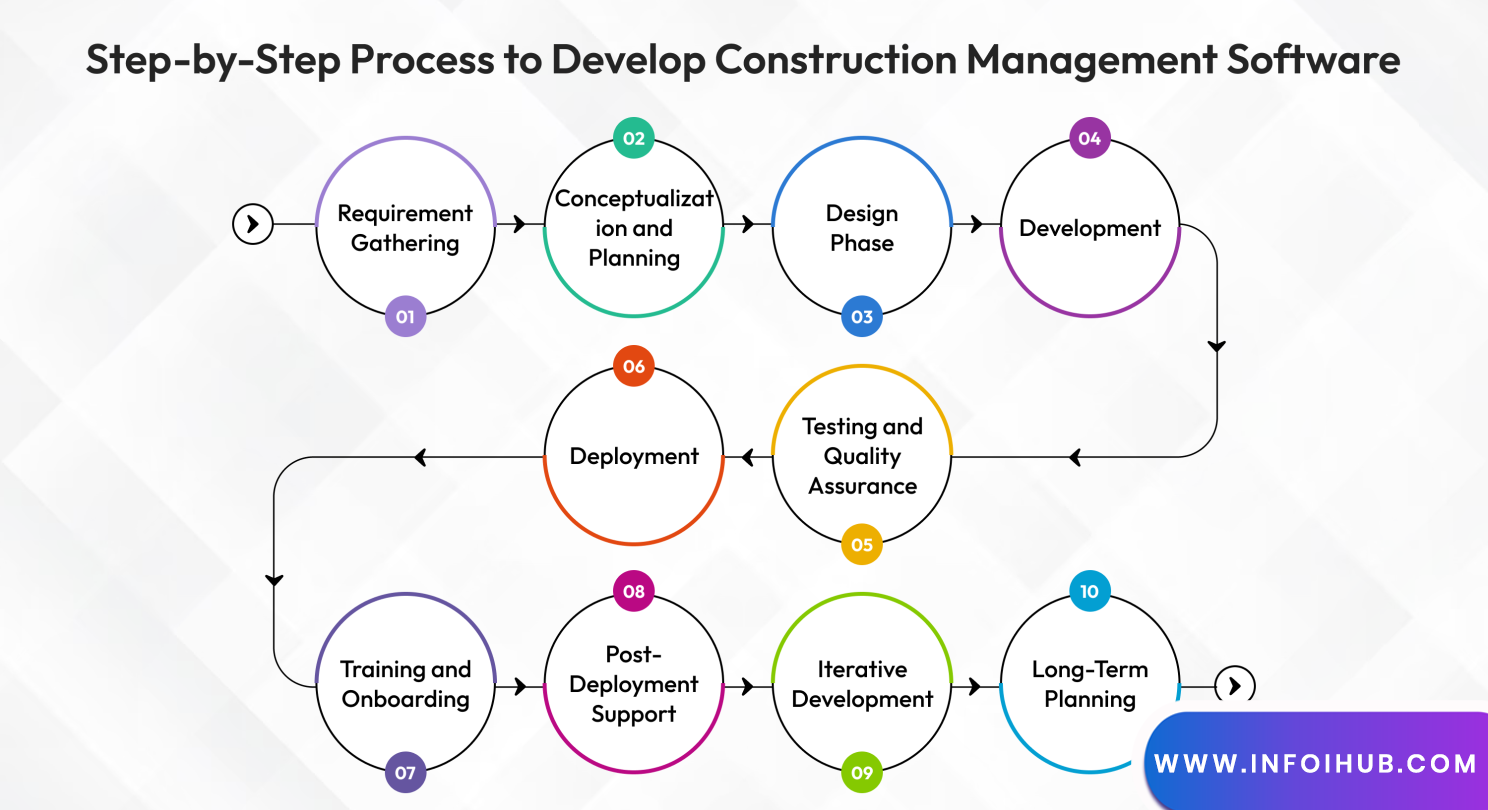 Step-by-Step Process to Develop Construction Management Software
01
Requirement
Gathering
02
Conceptualizat
ion and
Planning
03
Design
Phase
04
Development
05
Testing and
Quality
Assurance
06
Deployment
07
Training and
Onboarding
08
Post-
Deployment
Support
09
Iterative
Development
10
Long-Term
Planning
WWW.INFOIHUB.COM